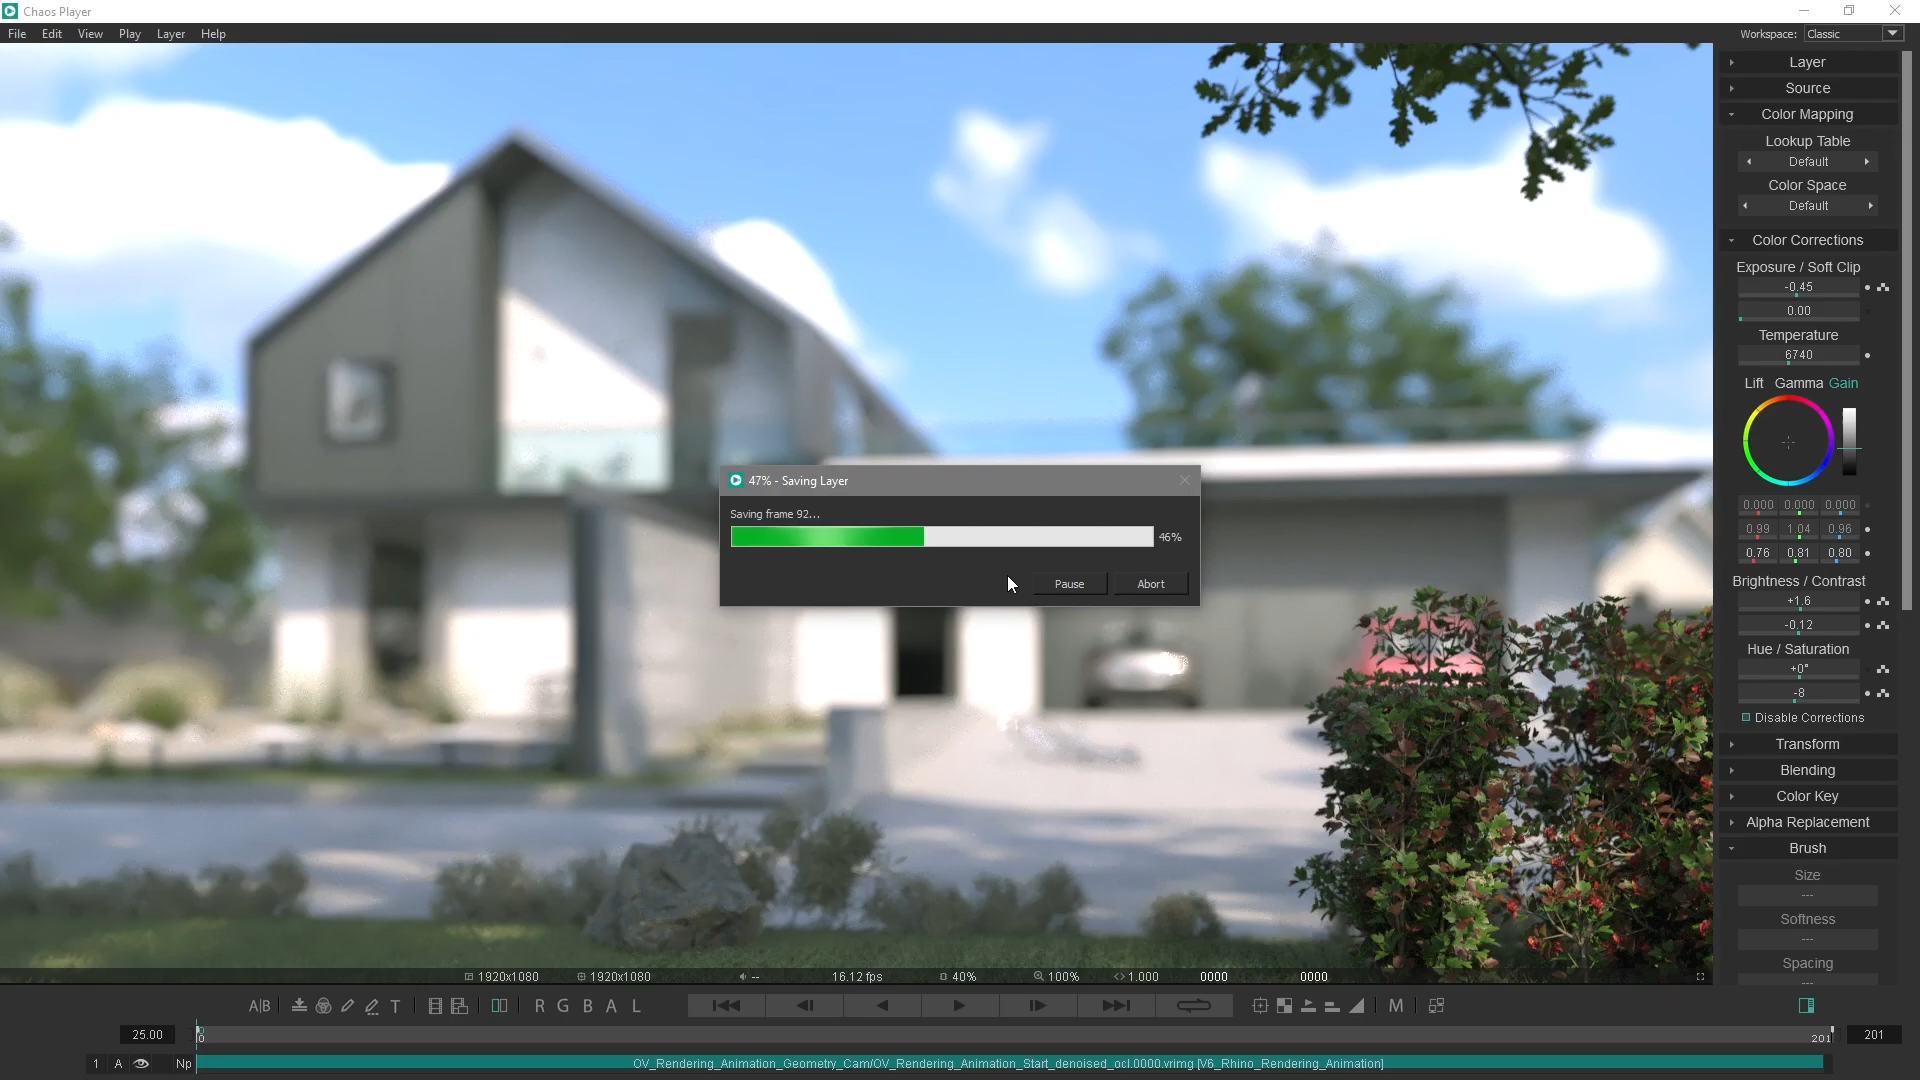 Chaos Player
File Edit View Play Layer Help
Workspace: Classic
Layer
Source
Color Mapping
Lookup Table
Default
Color Space
Default
Color Corrections
Exposure / Soft Clip
-0.45
0.00
Temperature
6740
Lift Gamma Gain
0.000 0.000 0.000
0.99 1.04 0.96
0.76 0.81 0.80
Brightness / Contrast
+1.6
-0.12
Hue / Saturation
+0°
-8
Disable Corrections
Transform
Blending
Color Key
Alpha Replacement
Brush
Size
---
Softness
---
Spacing
---
47% - Saving Layer
Saving frame 92...
46%
Pause Abort
1920x1080 1920x1080 -- 16.12 fps 40% 100% 1.000 0000 0000
A|B T R G B A L M
25.00 0 0 201 201
1 A Np OV_Rendering_Animation_Geometry_Cam/OV_Rendering_Animation_Start_denoised_ocl.0000.vrimg [V6_Rhino_Rendering_Animation]